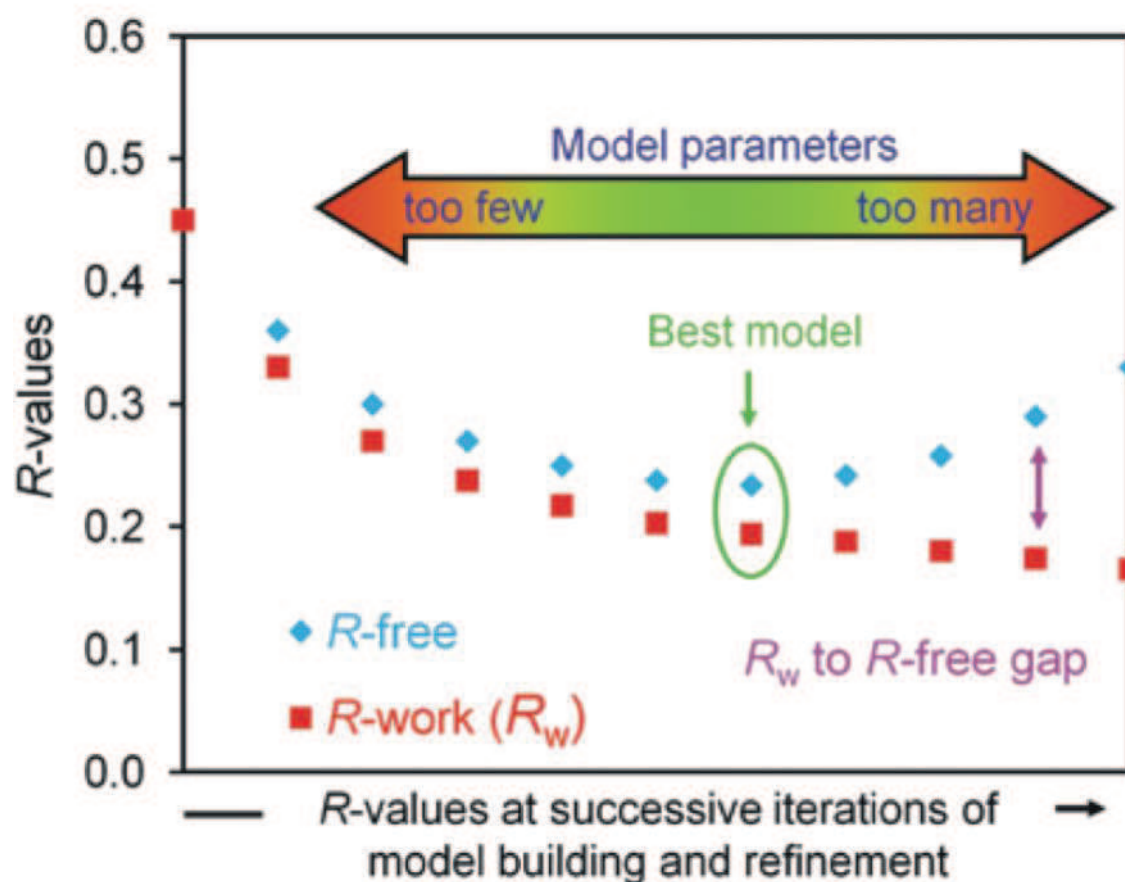 0.6
0.5
0.4
0.3
0.2
0.1
0.0
R-values
Model parameters
too few
too many
Best model
R-free
R-work (Rw)
Rw to R-free gap
R-values at successive iterations of
model building and refinement